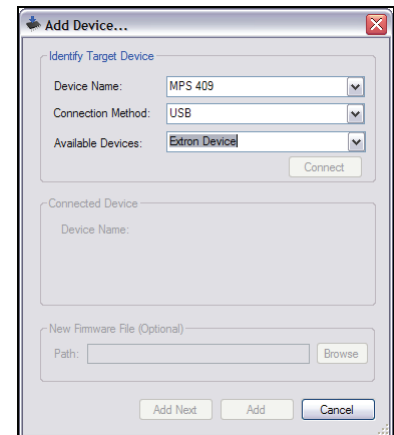 Add Device...
Identify Target Device
Device Name: MPS 409
Connection Method: USB
Available Devices: Extron Device
Connect
Connected Device
Device Name:
New Firmware File (Optional)
Path: Browse
Add Next Add Cancel